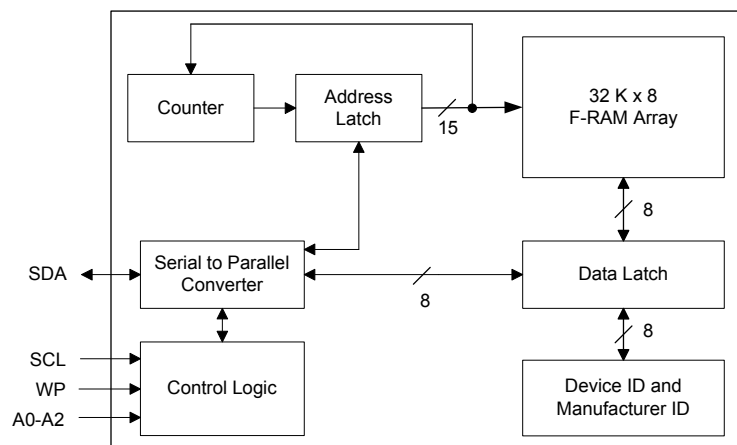 Counter
Address
Latch
15
32 K x 8
F-RAM Array
8
SDA
Serial to Parallel
Converter
8
Data Latch
8
SCL
WP
A0-A2
Control Logic
Device ID and
Manufacturer ID